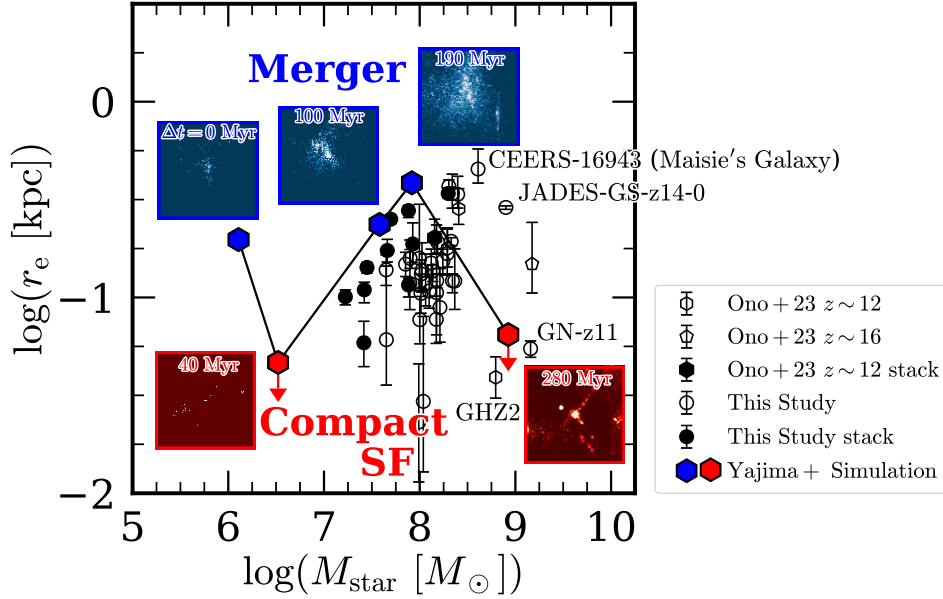 Merger
190 Myr
100 Myr
Δt = 0 Myr
CEERS-16943 (Maisie's Galaxy)
JADES-GS-z14-0
GN-z11
GHZ2
40 Myr
280 Myr
Compact
SF
0
−1
−2
5 6 7 8 9 10
log(r_e [kpc])
log(M_star [M_⊙])
Ono+23 z∼12
Ono+23 z∼16
Ono+23 z∼12 stack
This Study
This Study stack
Yajima+ Simulation